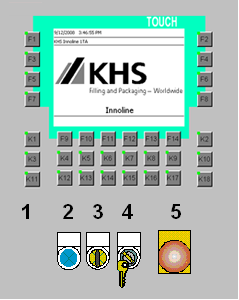 TOUCH
9/12/2008 3:46:55 PM
KHS Innoline LTA
F1
F2
F3
F4
F5
F6
F7
F8
KHS
Filling and Packaging – Worldwide
Innoline
K1 F9 F10 F11 F12 F13 F14 K2
K3 K4 K5 K6 K7 K8 K9 K10
K11 K12 K13 K14 K15 K16 K17 K18
1 2 3 4 5